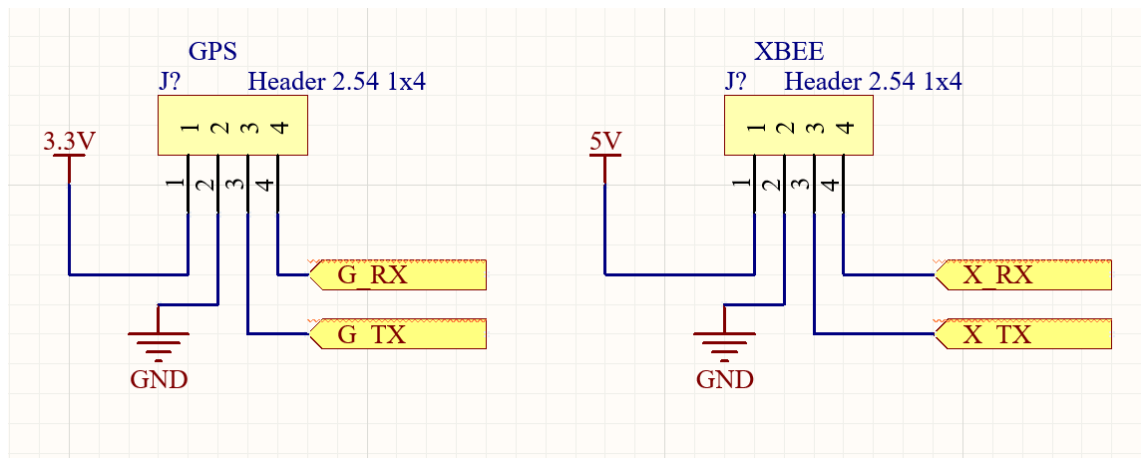 GPS
J? Header 2.54 1x4
1 2 3 4
3.3V
1 2 3 4
G_RX
G_TX
GND
XBEE
J? Header 2.54 1x4
1 2 3 4
5V
1 2 3 4
X_RX
X_TX
GND